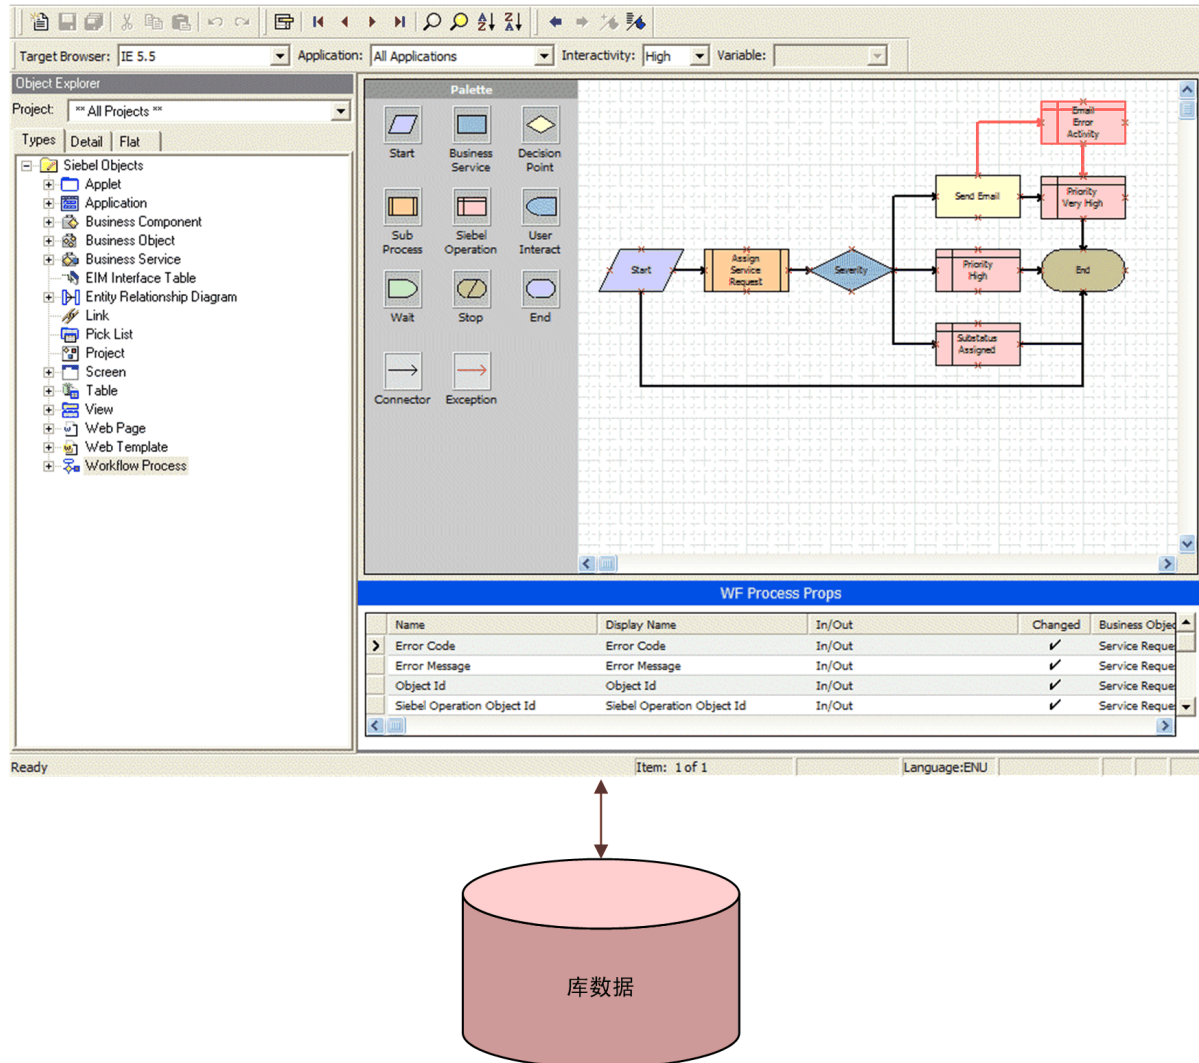 Target Browser: IE 5.5 Application: All Applications Interactivity: High Variable:
Object Explorer
Project: ** All Projects **
Types Detail Flat
Siebel Objects
Applet
Application
Business Component
Business Object
Business Service
EIM Interface Table
Entity Relationship Diagram
Link
Pick List
Project
Screen
Table
View
Web Page
Web Template
Workflow Process
Palette
Start
Business
Service
Decision
Point
Sub
Process
Siebel
Operation
User
Interact
Wait
Stop
End
Connector
Exception
Email
Error
Activity
Send Email
Priority
Very High
Start
Assign
Service
Request
Severity
Priority
High
End
Substatus
Assigned
WF Process Props
Name Display Name In/Out Changed Business Objec
Error Code Error Code In/Out Service Reque
Error Message Error Message In/Out Service Reque
Object Id Object Id In/Out Service Reque
Siebel Operation Object Id Siebel Operation Object Id In/Out Service Reque
Ready Item: 1 of 1 Language:ENU
库数据